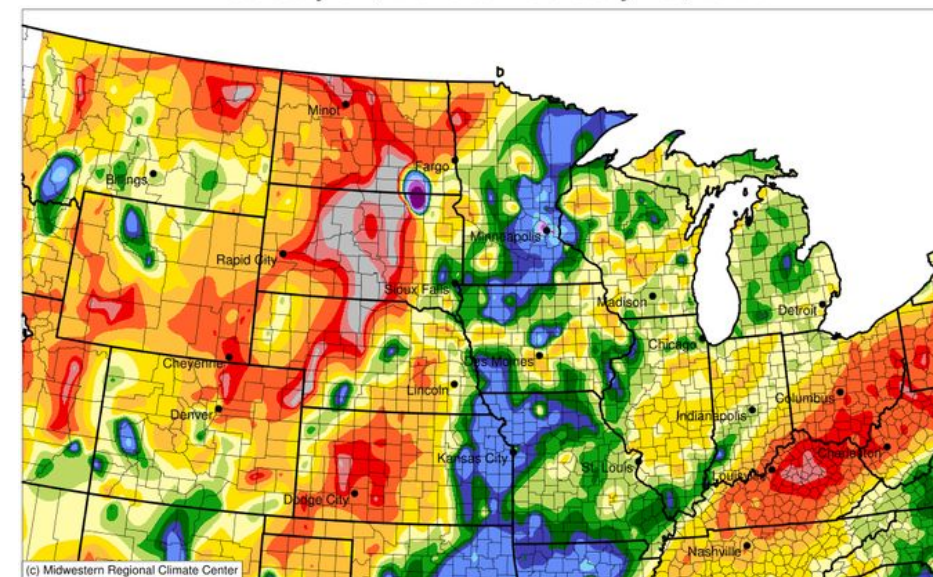 b
Minot
Fargo
Billings
Minneapolis
Rapid City
Sioux Falls
Madison
Detroit
Chicago
Cheyenne
Des Moines
Lincoln
Columbus
Denver
Indianapolis
Kansas City
St. Louis
Charleston
Louisville
Dodge City
Nashville
(c) Midwestern Regional Climate Center